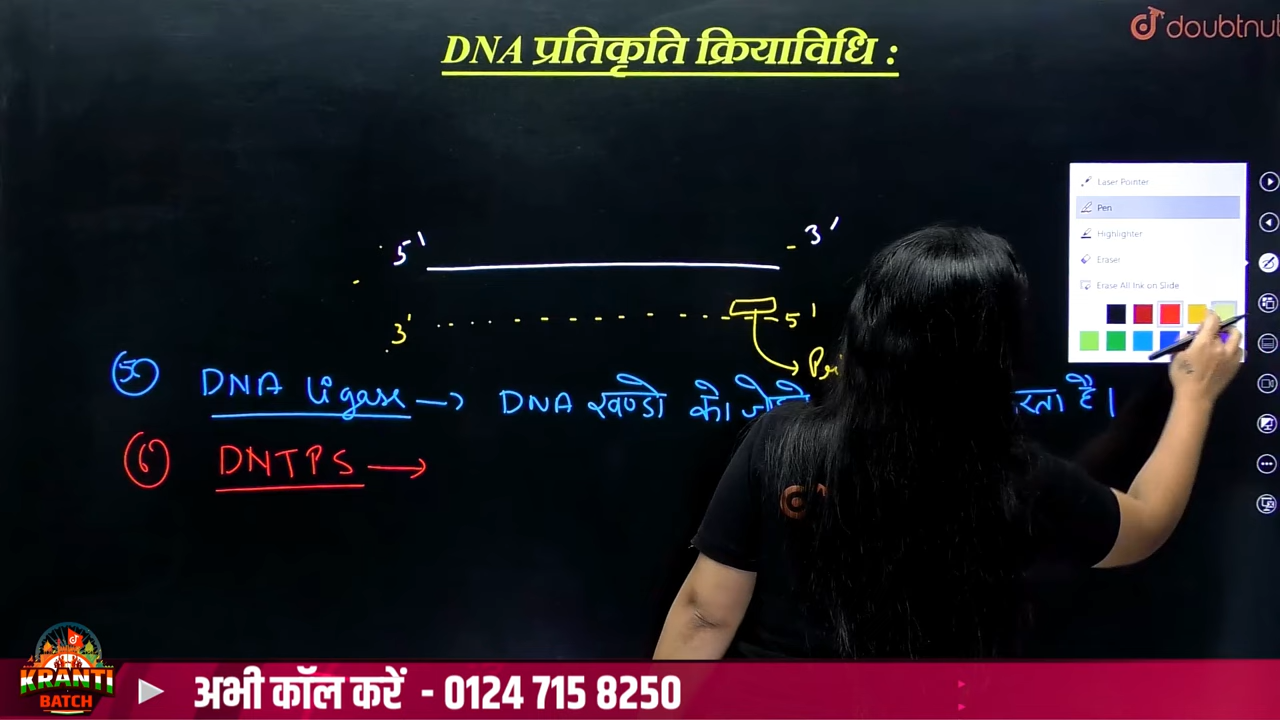 DNA प्रतिकृति क्रियाविधि :
doubtnut
Laser Pointer
Pen
Highlighter
Eraser
Erase All Ink on Slide
5' 3'
3' 5'
⑤ DNA ligase → DNA खण्डो को है।
⑥ DNTPS →
KRANTI
BATCH
अभी कॉल करें - 0124 715 8250